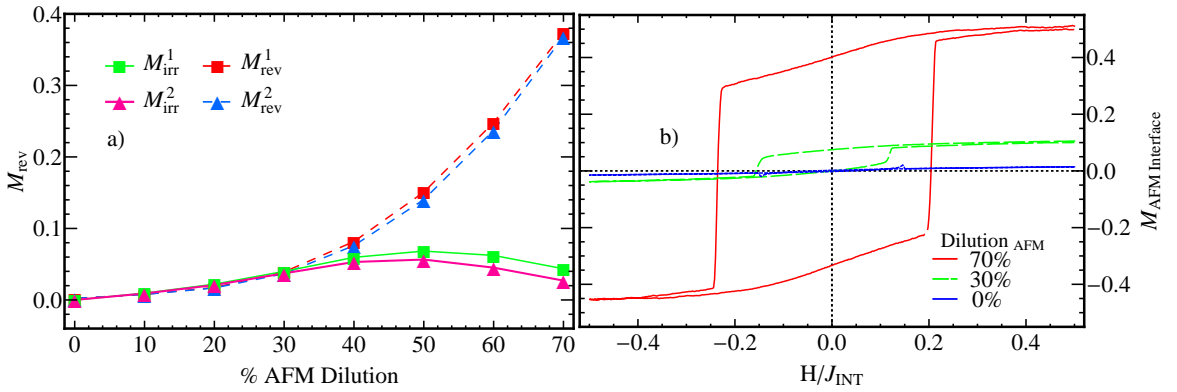 0.4
0.3
0.2
0.1
0.0
M_rev
M^1_irr
M^1_rev
M^2_irr
M^2_rev
a)
0 10 20 30 40 50 60 70
% AFM Dilution
b)
0.4
0.2
0.0
−0.2
−0.4
M_AFM Interface
Dilution AFM
70%
30%
0%
−0.4 −0.2 0.0 0.2 0.4
H/J_INT